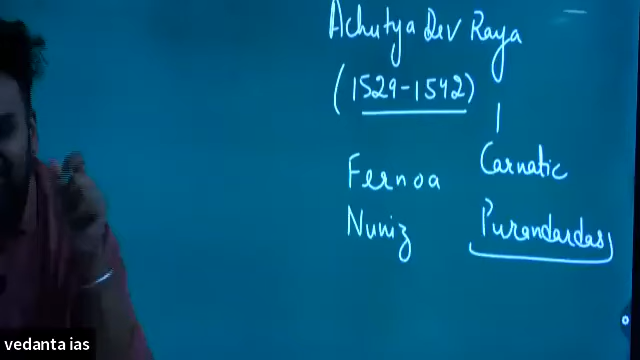 Achutya Dev Raya
(1529-1542)
Carnatic
Fernoa
Nuniz
Purandardas
vedanta ias